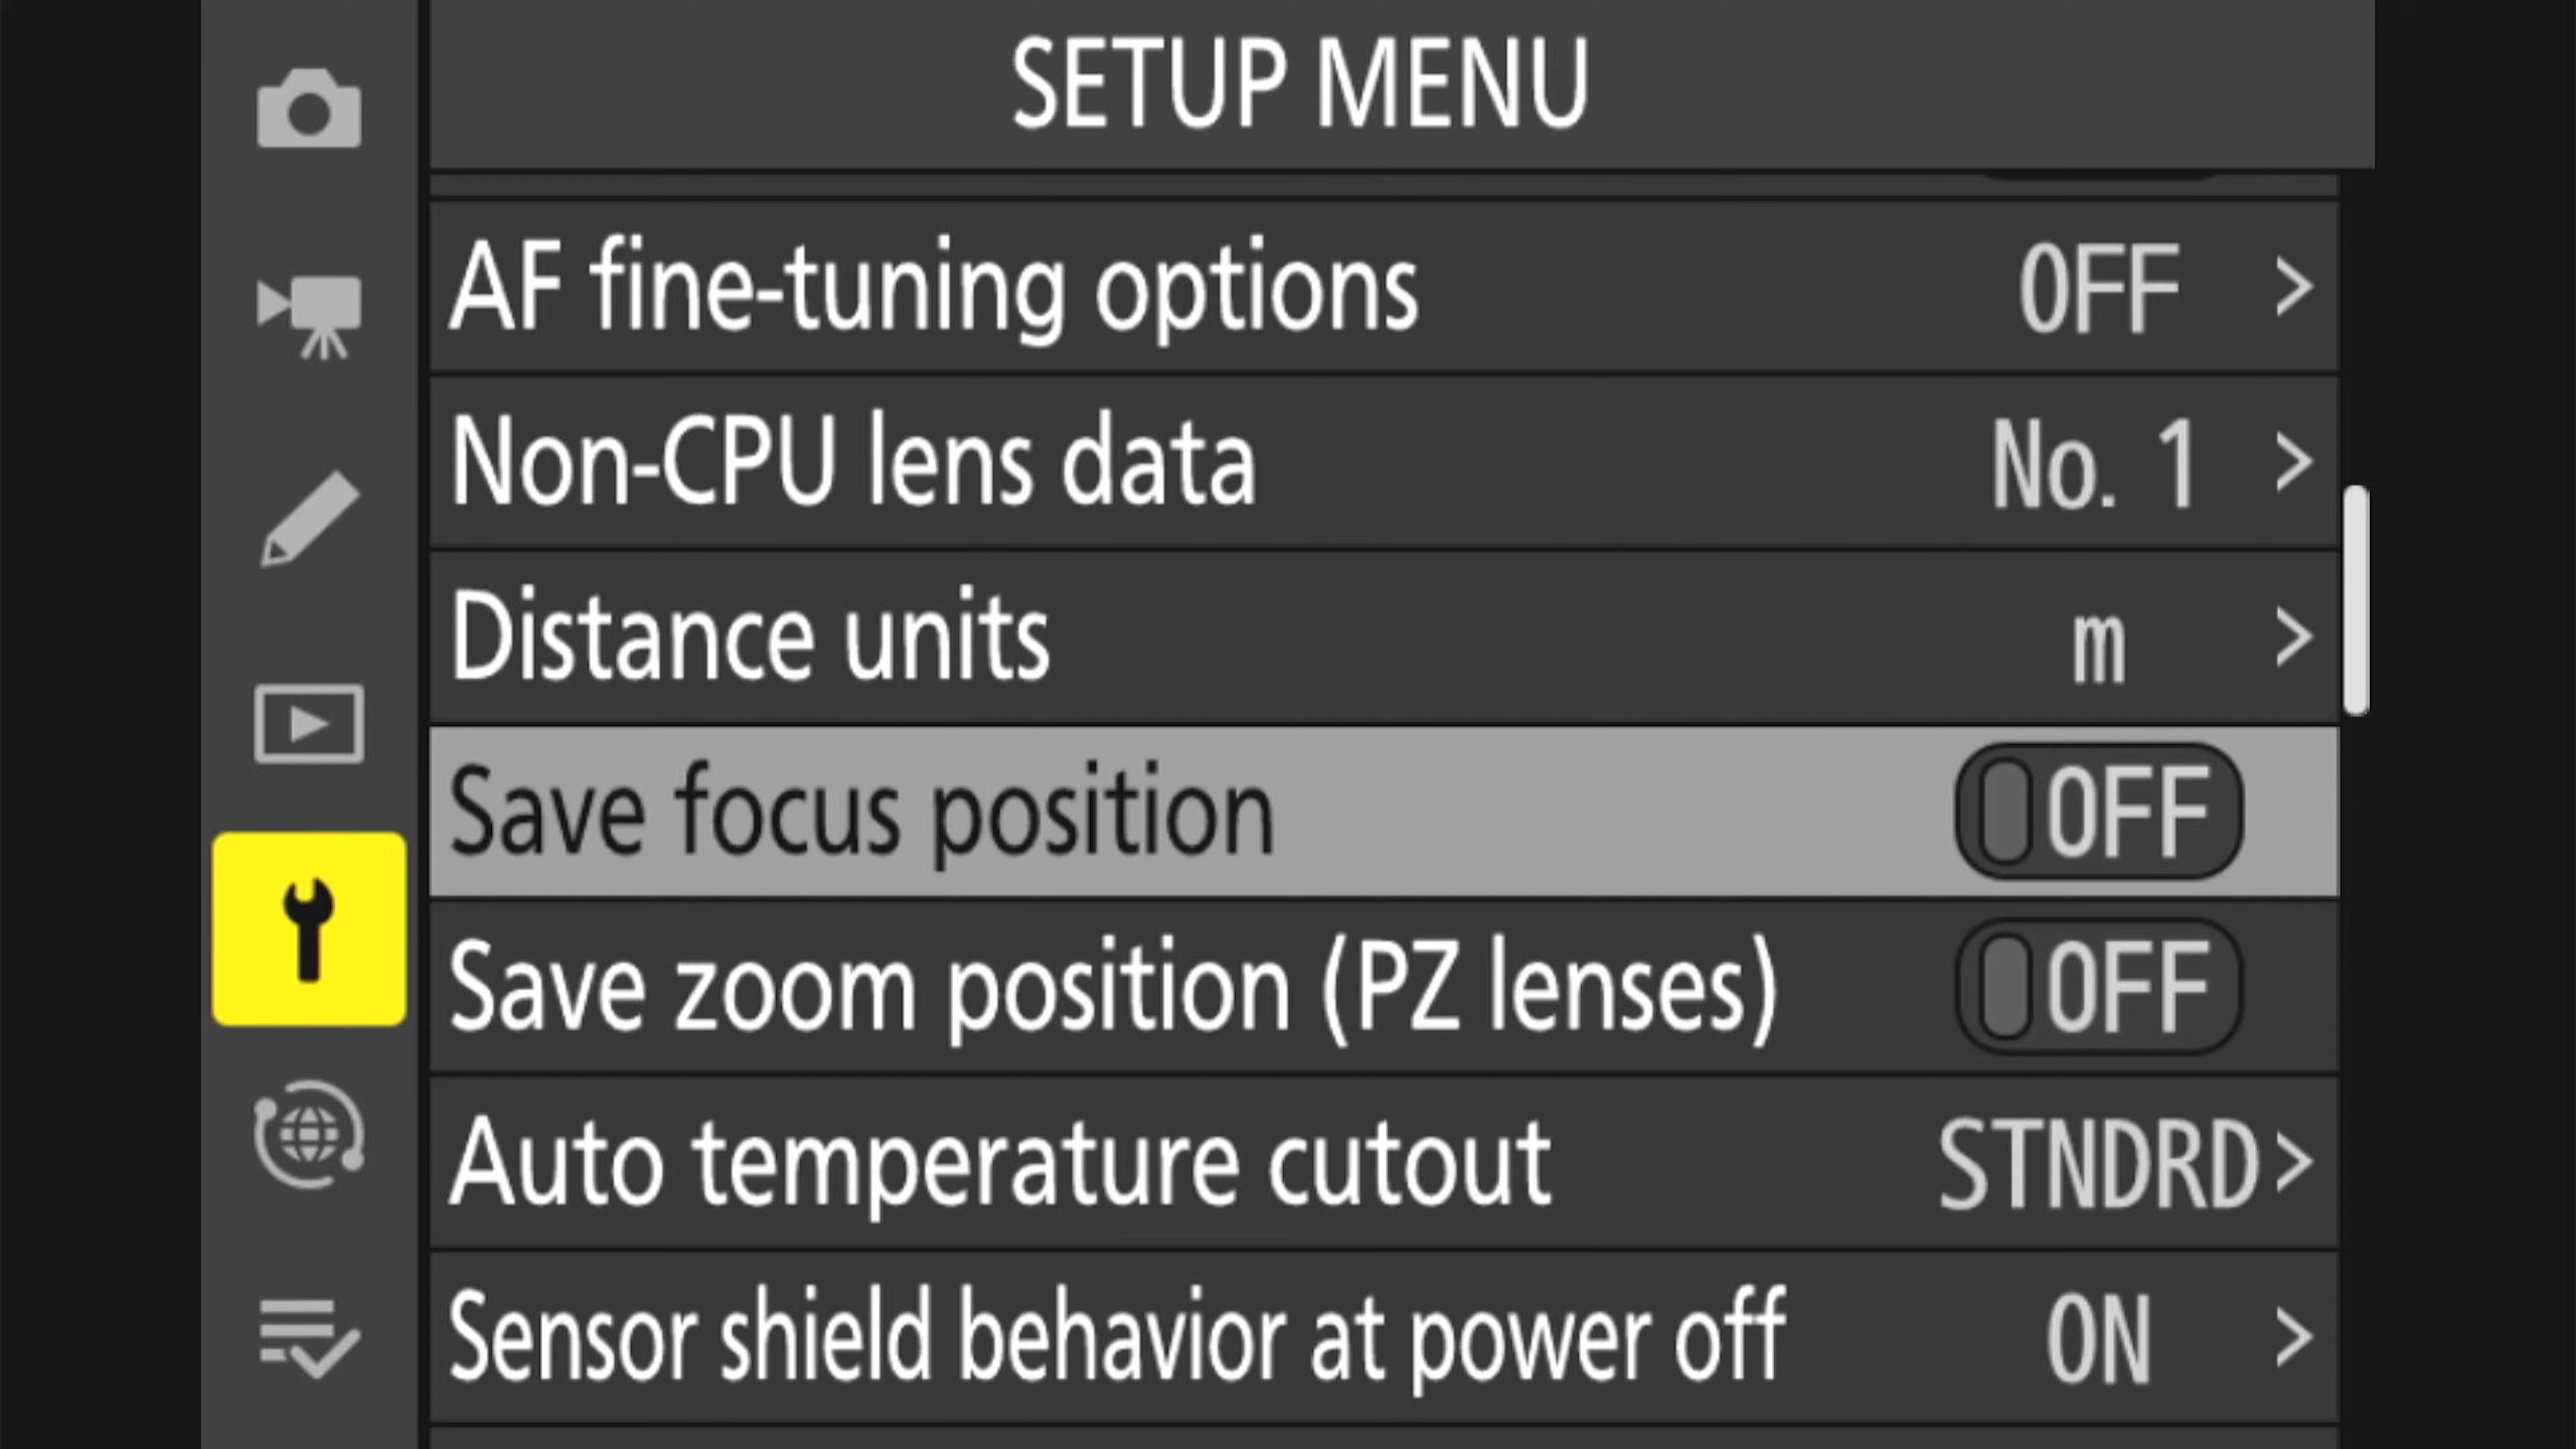 SETUP MENU
AF fine-tuning options OFF >
Non-CPU lens data No. 1 >
Distance units m >
Save focus position OFF
Save zoom position (PZ lenses) OFF
Auto temperature cutout STNDRD >
Sensor shield behavior at power off ON >